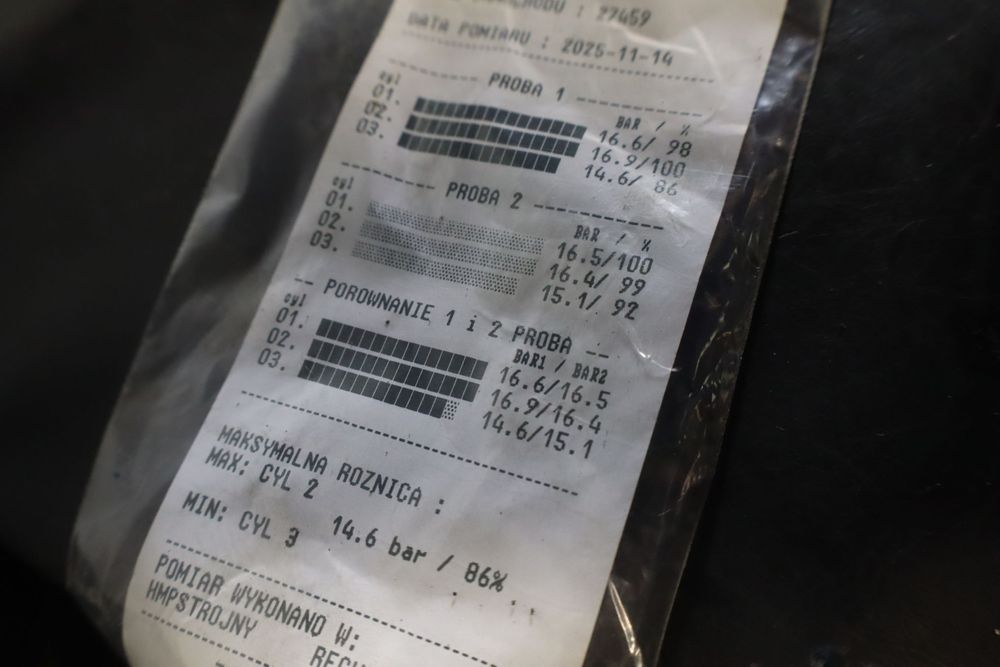 : 27459
DATA POMIARU : 2025-11-14
PROBA 1
cyl BAR / %
01. 16.6/ 98
02. 16.9/100
03. 14.6/ 86
PROBA 2
cyl BAR / %
01. 16.5/100
02. 16.4/ 99
03. 15.1/ 92
-- POROWNANIE 1 i 2 PROBA --
cyl BAR1 / BAR2
01. 16.6/16.5
02. 16.9/16.4
03. 14.6/15.1
MAKSYMALNA ROZNICA :
MAX: CYL 2
MIN: CYL 3 14.6 bar / 86%
POMIAR WYKONANO W:
HMPSTROJNY